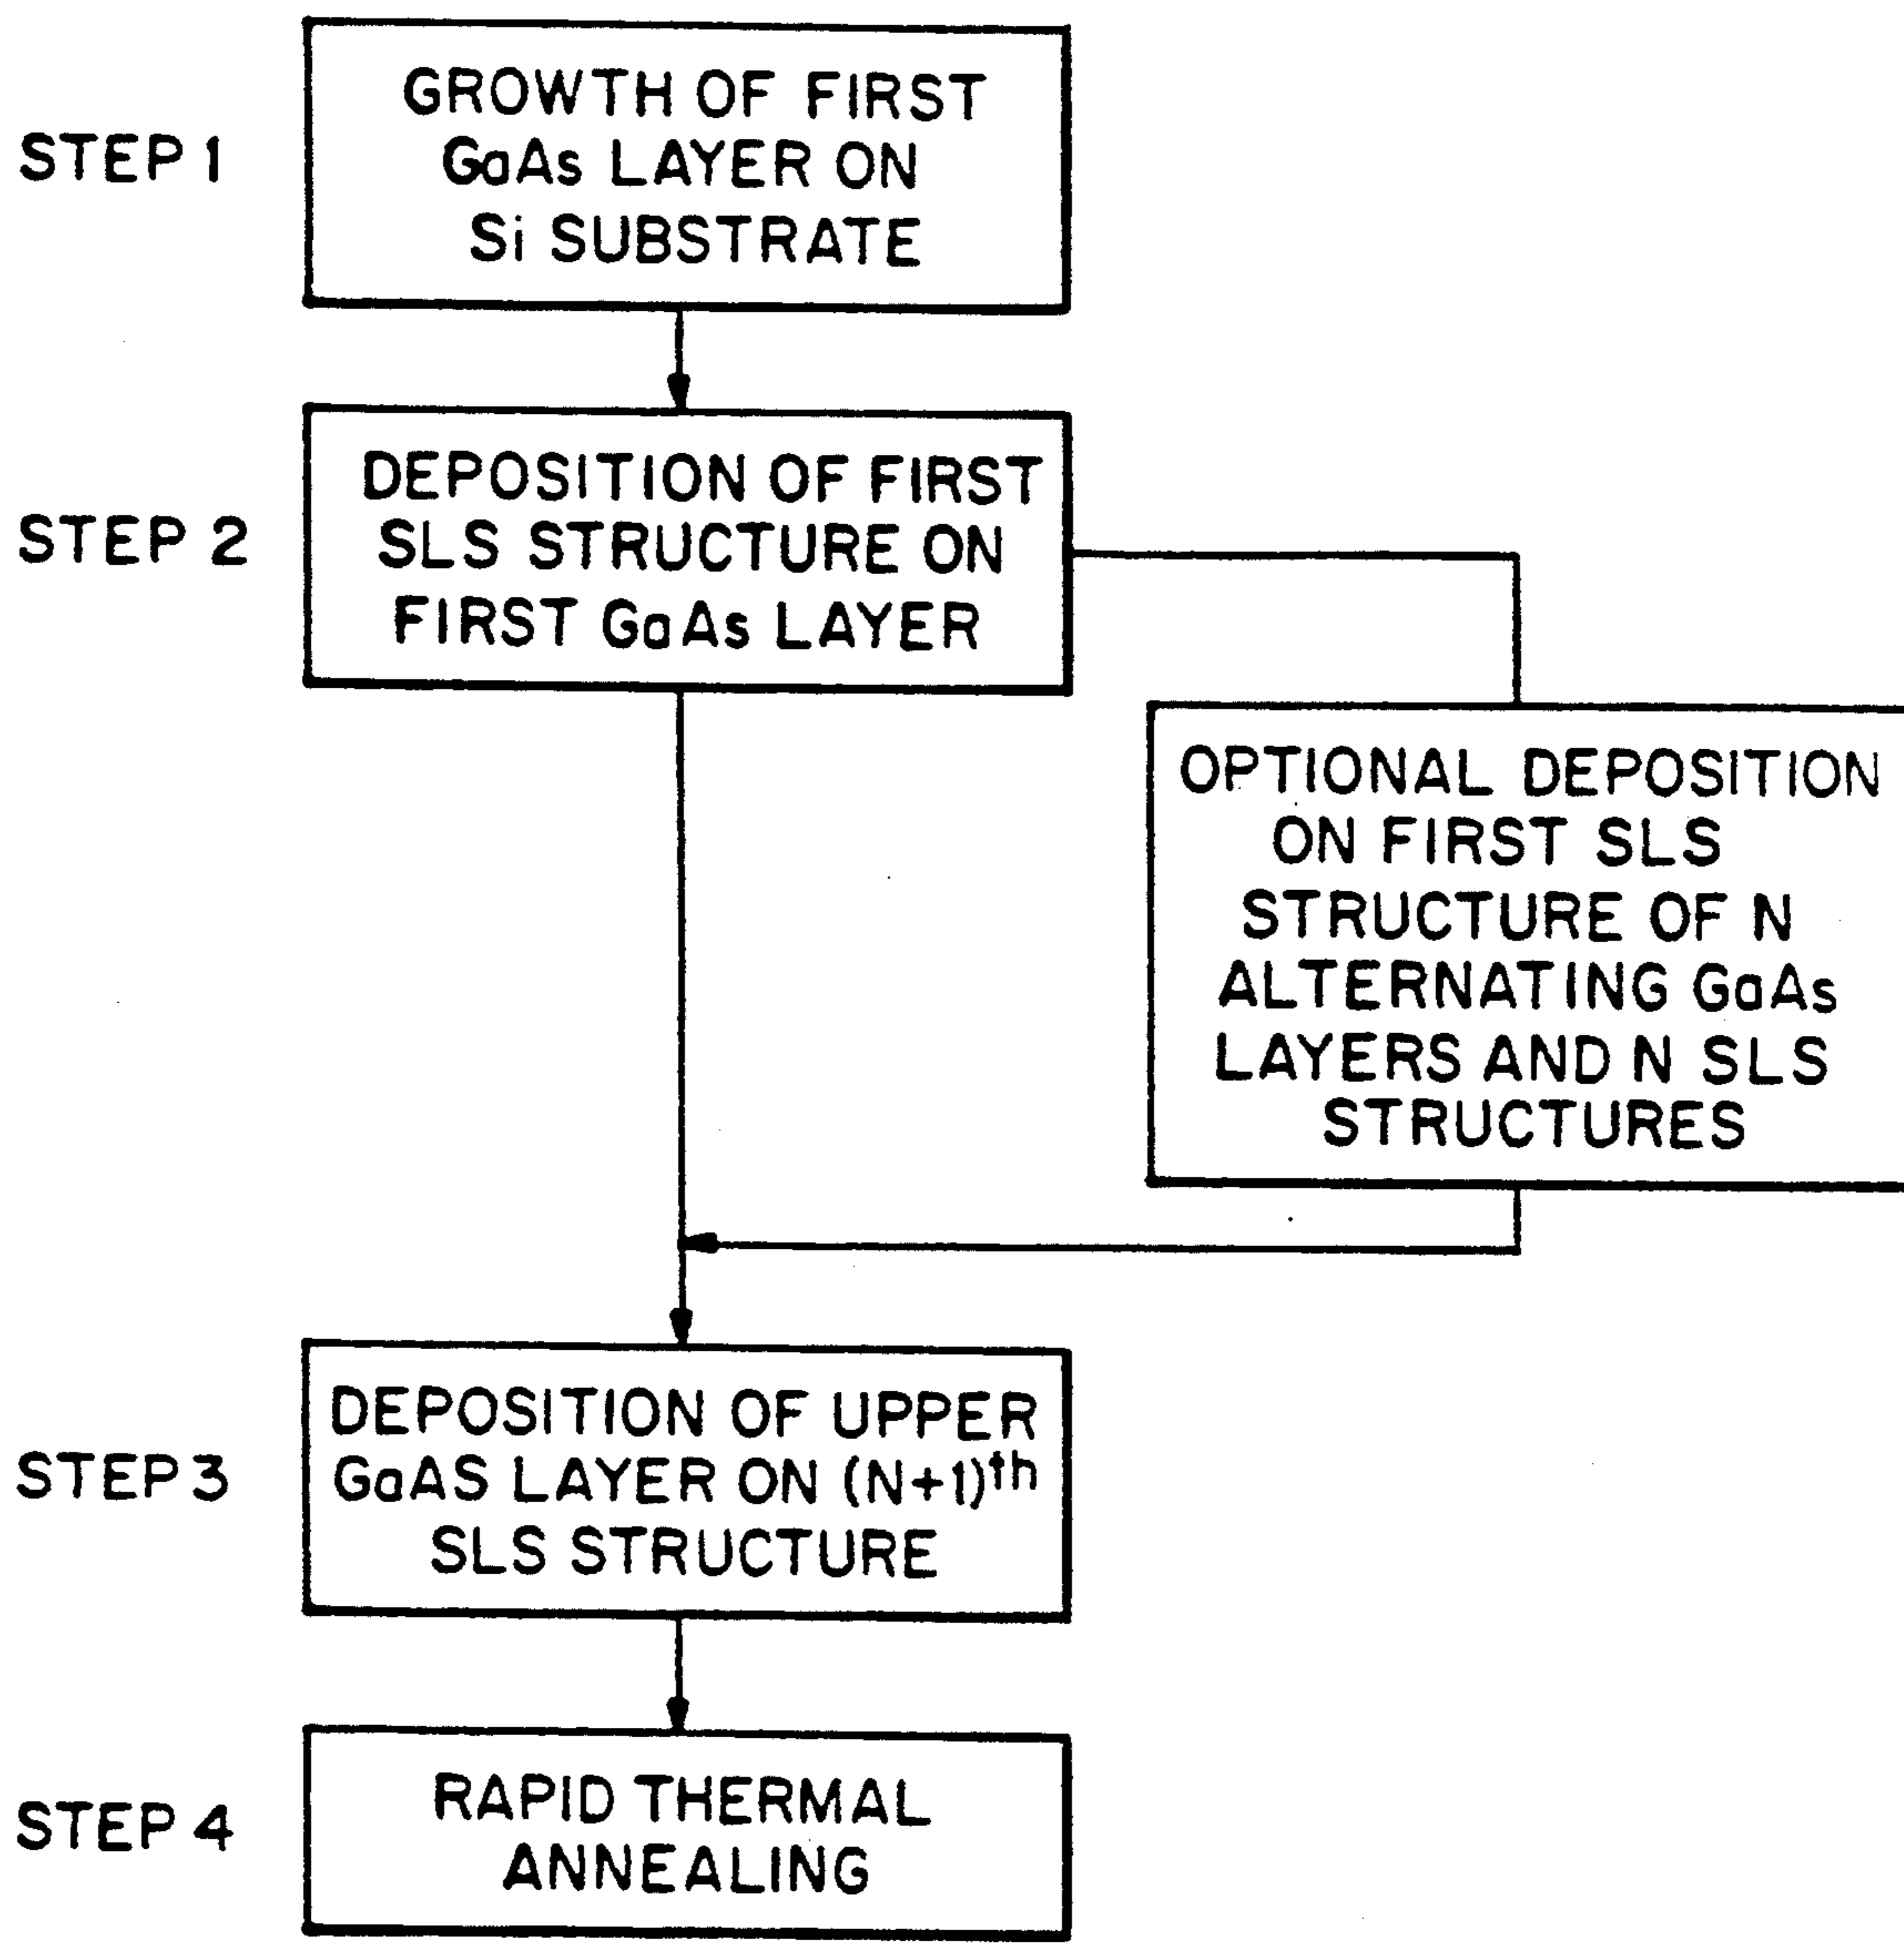 STEP 1
GROWTH OF FIRST
GaAs LAYER ON
Si SUBSTRATE
STEP 2
DEPOSITION OF FIRST
SLS STRUCTURE ON
FIRST GaAs LAYER
OPTIONAL DEPOSITION
ON FIRST SLS
STRUCTURE OF N
ALTERNATING GaAs
LAYERS AND N SLS
STRUCTURES
STEP 3
DEPOSITION OF UPPER
GaAS LAYER ON (N+1)th
SLS STRUCTURE
STEP 4
RAPID THERMAL
ANNEALING